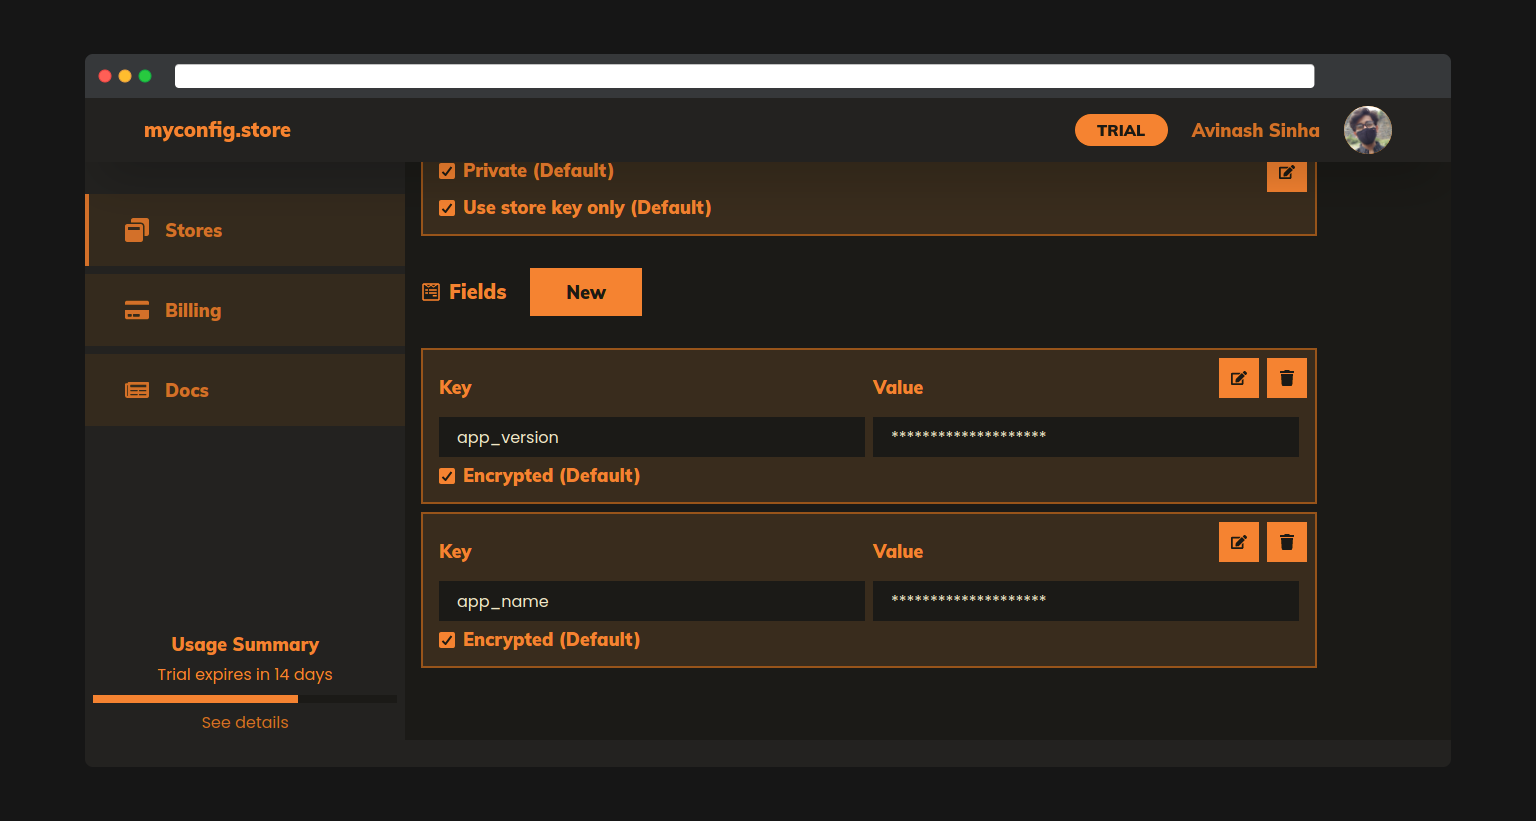 myconfig.store
TRIAL
Avinash Sinha
Stores
Billing
Docs
Usage Summary
Trial expires in 14 days
See details
Private (Default)
Use store key only (Default)
Fields
New
Key
Value
app_version
********************
Encrypted (Default)
Key
Value
app_name
********************
Encrypted (Default)